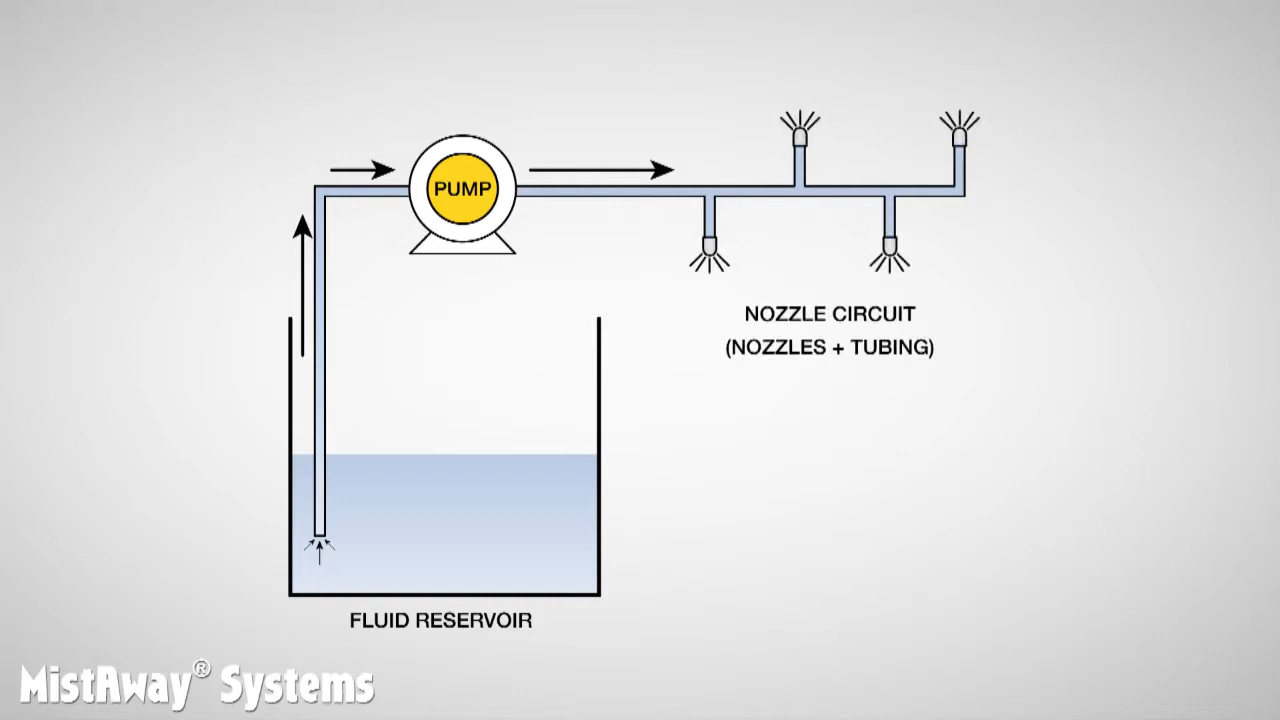 PUMP
NOZZLE CIRCUIT
(NOZZLES + TUBING)
FLUID RESERVOIR
MistAway® Systems